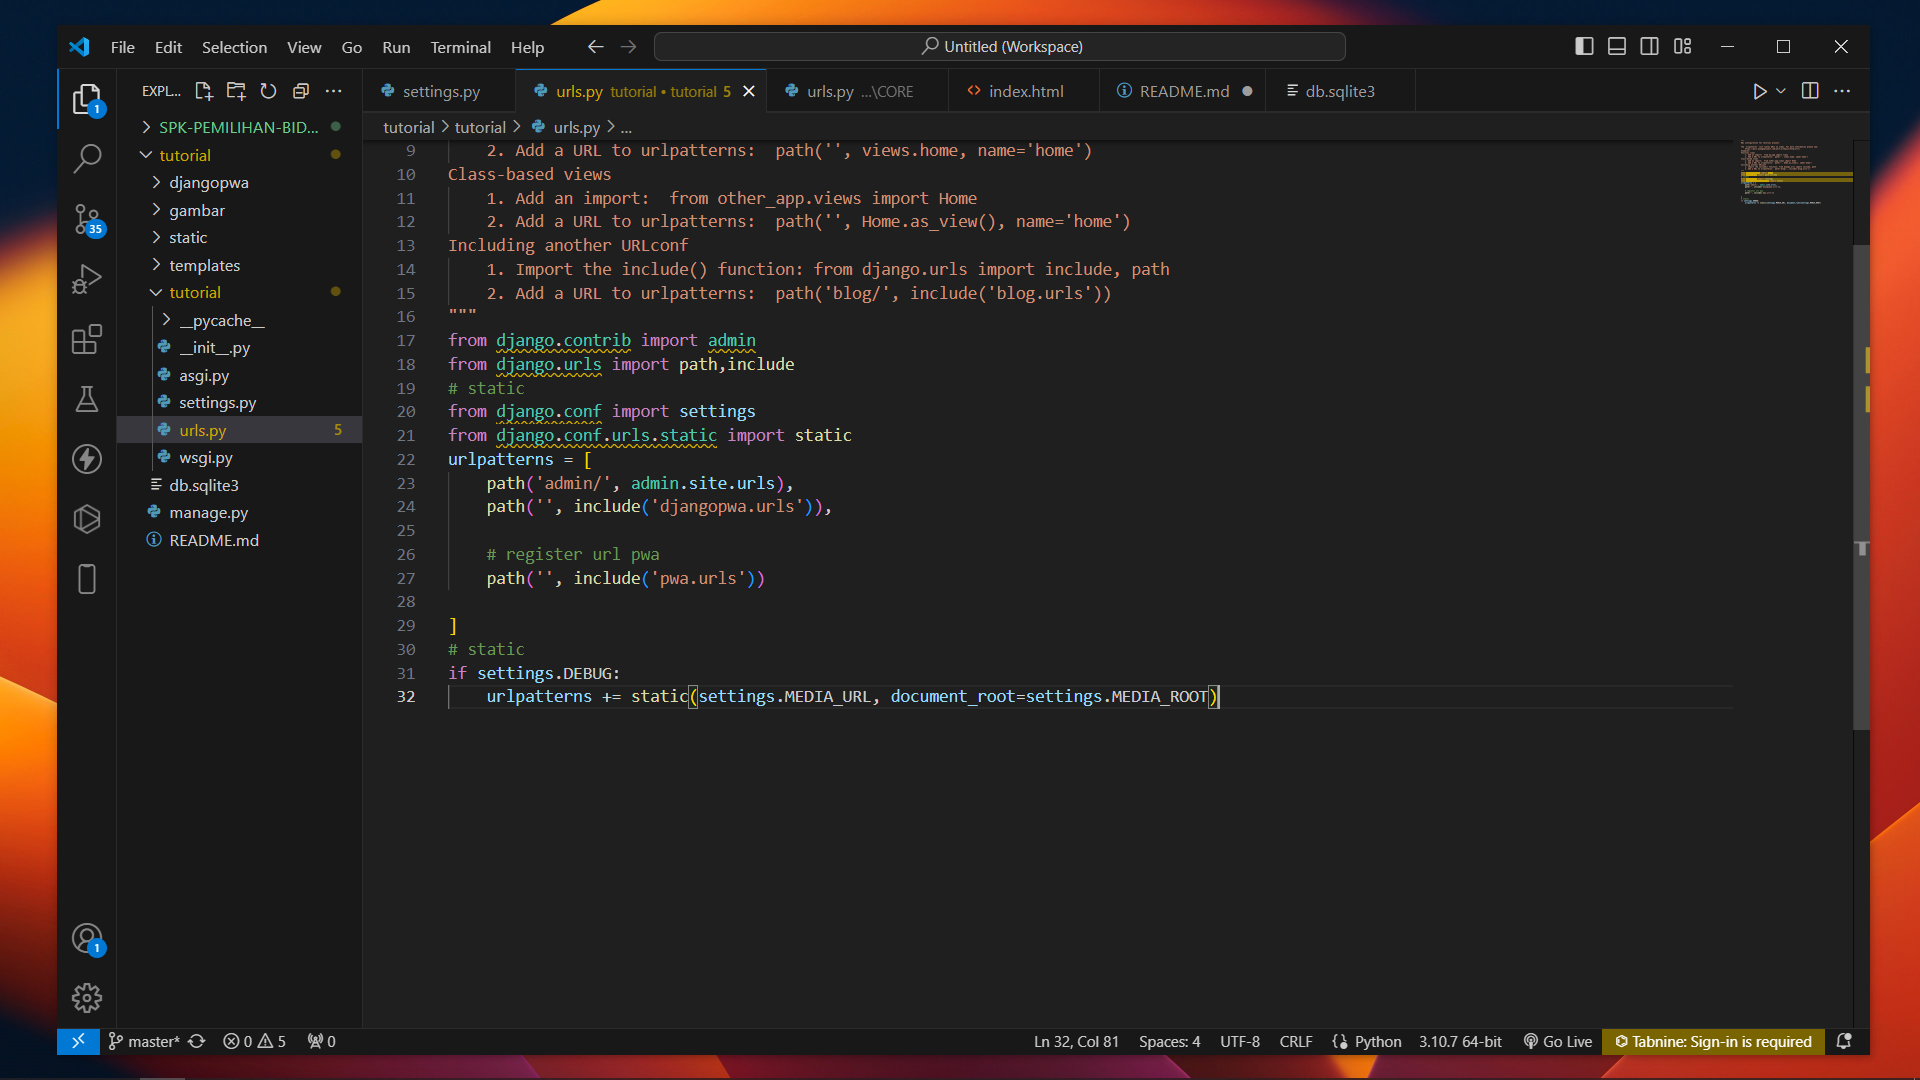 File Edit Selection View Go Run Terminal Help
Untitled (Workspace)
EXPL...
settings.py
urls.py tutorial • tutorial 5
urls.py ...\CORE
index.html
README.md
db.sqlite3
1
35
1
SPK-PEMILIHAN-BID...
tutorial
djangopwa
gambar
static
templates
tutorial
__pycache__
__init__.py
asgi.py
settings.py
urls.py 5
wsgi.py
db.sqlite3
manage.py
README.md
tutorial > tutorial > urls.py > ...
9 2. Add a URL to urlpatterns:  path('', views.home, name='home')
10 Class-based views
11 1. Add an import:  from other_app.views import Home
12 2. Add a URL to urlpatterns:  path('', Home.as_view(), name='home')
13 Including another URLconf
14 1. Import the include() function: from django.urls import include, path
15 2. Add a URL to urlpatterns:  path('blog/', include('blog.urls'))
16 """
17 from django.contrib import admin
18 from django.urls import path,include
19 # static
20 from django.conf import settings
21 from django.conf.urls.static import static
22 urlpatterns = [
23 path('admin/', admin.site.urls),
24 path('', include('djangopwa.urls')),
25
26 # register url pwa
27 path('', include('pwa.urls'))
28
29 ]
30 # static
31 if settings.DEBUG:
32 urlpatterns += static(settings.MEDIA_URL, document_root=settings.MEDIA_ROOT)
master* 0 5 0
Ln 32, Col 81 Spaces: 4 UTF-8 CRLF Python 3.10.7 64-bit Go Live Tabnine: Sign-in is required